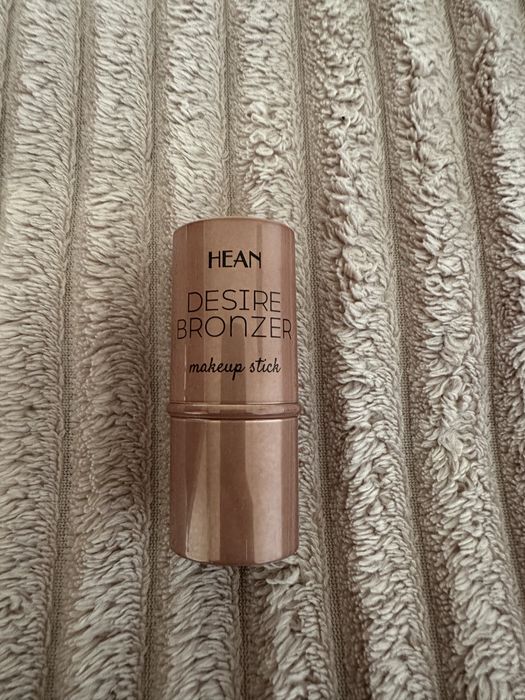 HEAN
DESIRE
BRONZER
makeup stick